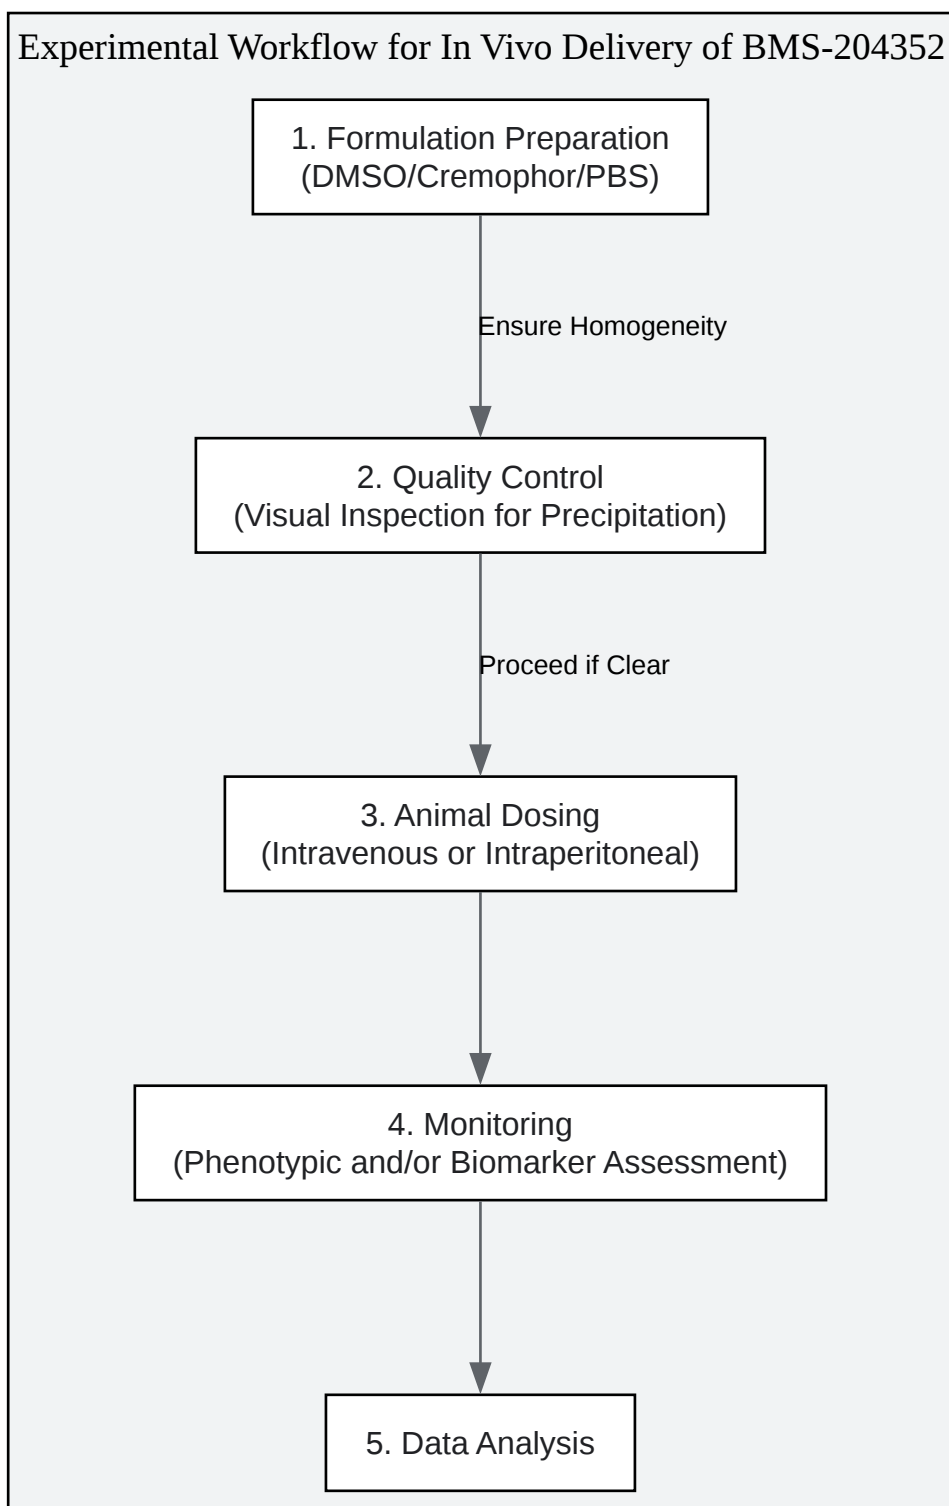 Experimental Workflow for In Vivo Delivery of BMS-204352
1. Formulation Preparation
(DMSO/Cremophor/PBS)
Ensure Homogeneity
2. Quality Control
(Visual Inspection for Precipitation)
Proceed if Clear
3. Animal Dosing
(Intravenous or Intraperitoneal)
4. Monitoring
(Phenotypic and/or Biomarker Assessment)
5. Data Analysis